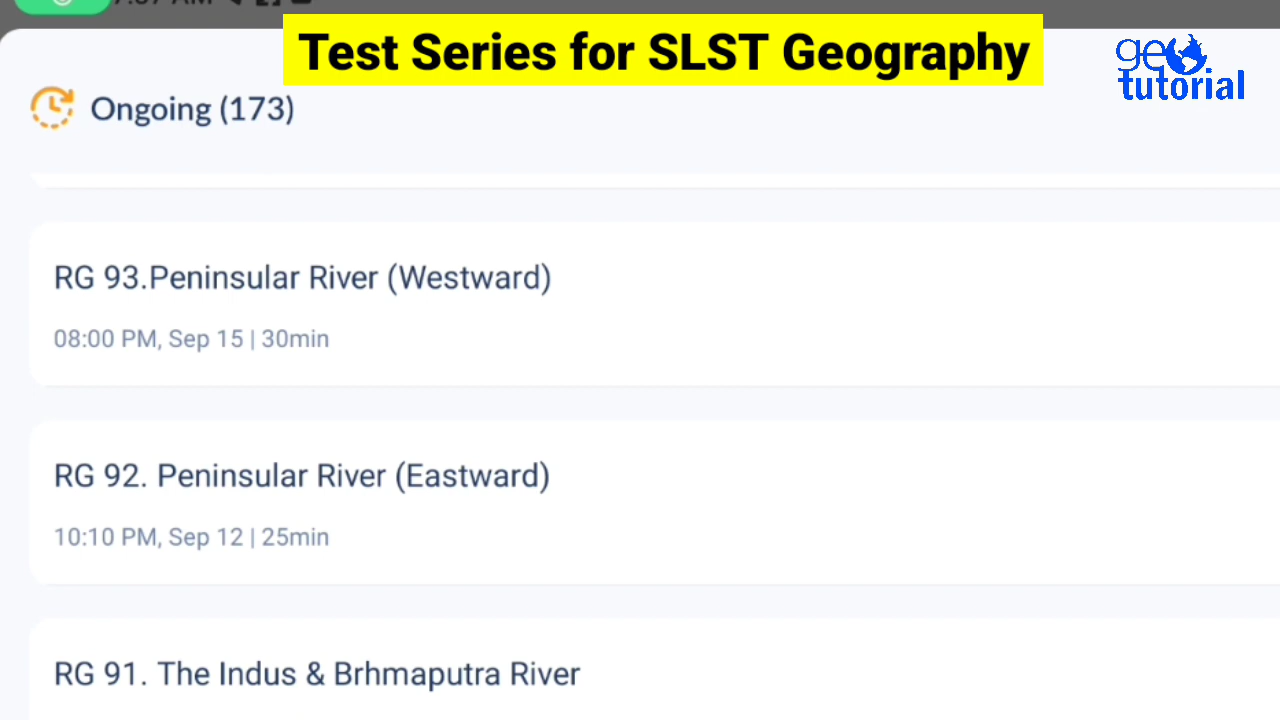 Test Series for SLST Geography
geo
tutorial
Ongoing (173)
RG 93.Peninsular River (Westward)
08:00 PM, Sep 15 | 30min
RG 92. Peninsular River (Eastward)
10:10 PM, Sep 12 | 25min
RG 91. The Indus & Brhmaputra River